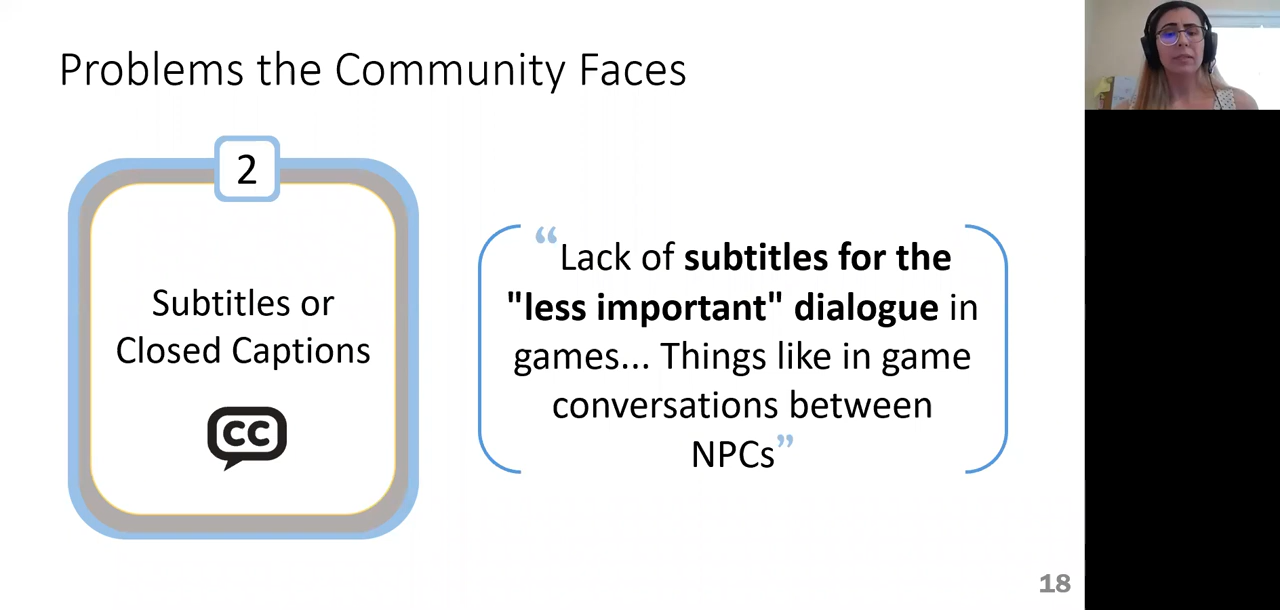 Problems the Community Faces
2
Subtitles or
Closed Captions
CC
“Lack of subtitles for the
"less important" dialogue in
games... Things like in game
conversations between
NPCs”
18